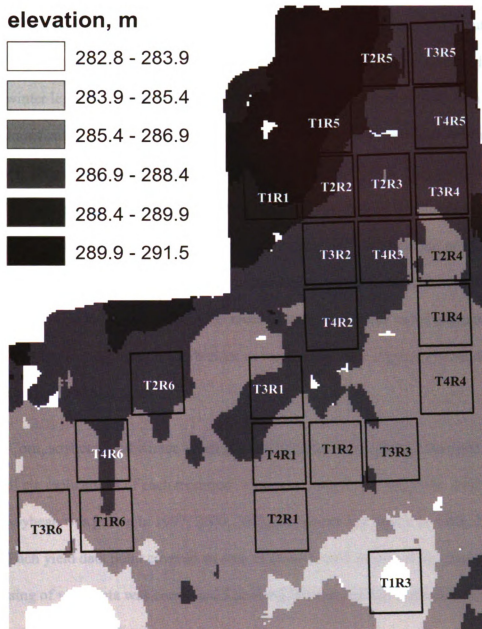 elevation, m
282.8 - 283.9
283.9 - 285.4
285.4 - 286.9
286.9 - 288.4
288.4 - 289.9
289.9 - 291.5
T2R5
T3R5
T1R5
T4R5
T1R1
T2R2
T2R3
T3R4
T3R2
T4R3
T2R4
T4R2
T1R4
T2R6
T3R1
T4R4
T4R6
T4R1
T1R2
T3R3
T3R6
T1R6
T2R1
T1R3